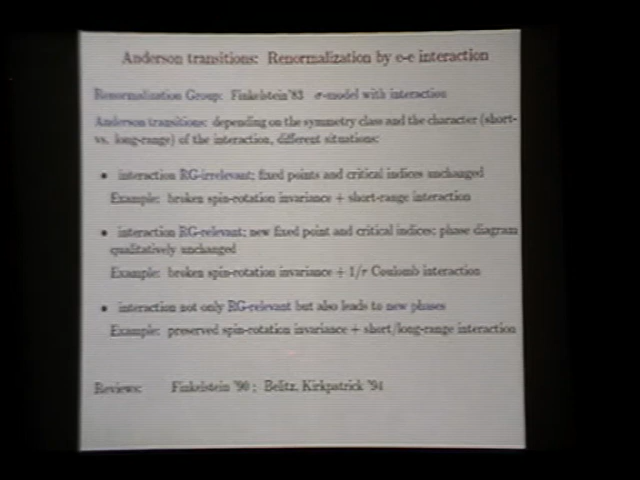 Anderson transitions: Renormalization by e-e interaction
Renormalization Group: Finkelstein'83 σ-model with interaction
Anderson transitions: depending on the symmetry class and the character (short-
vs. long-range) of the interaction, different situations:
• interaction RG-irrelevant; fixed points and critical indices unchanged
Example: broken spin-rotation invariance + short-range interaction
• interaction RG-relevant; new fixed point and critical indices; phase diagram
qualitatively unchanged
Example: broken spin-rotation invariance + 1/r Coulomb interaction
• interaction not only RG-relevant but also leads to new phases
Example: preserved spin-rotation invariance + short/long-range interaction
Reviews: Finkelstein '90 ; Belitz, Kirkpatrick '94